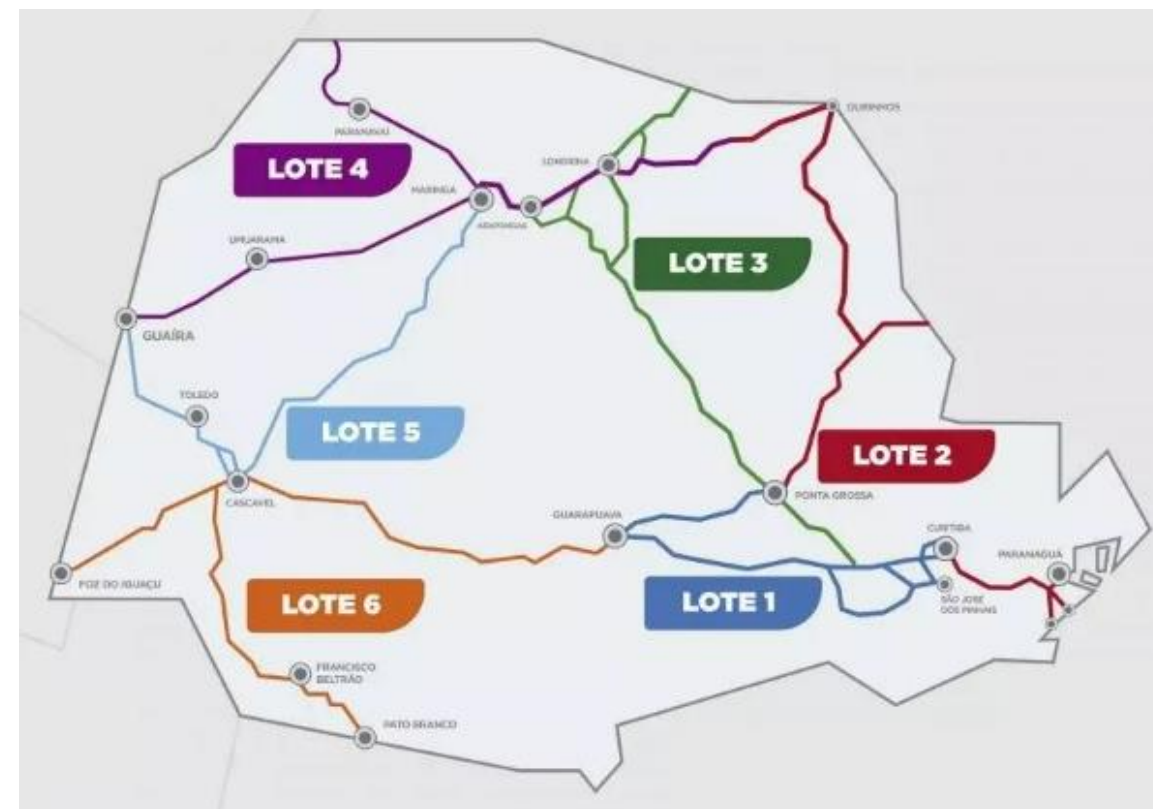 OURINHOS
PARANAVAÍ
LOTE 4
LONDRINA
MARINGÁ
ARAPONGAS
UMUARAMA
LOTE 3
GUAÍRA
TOLEDO
LOTE 5
LOTE 2
CASCAVEL
PONTA GROSSA
GUARAPUAVA
CURITIBA
PARANAGUÁ
FOZ DO IGUAÇU
LOTE 6
LOTE 1
SÃO JOSÉ
DOS PINHAIS
FRANCISCO
BELTRÃO
PATO BRANCO